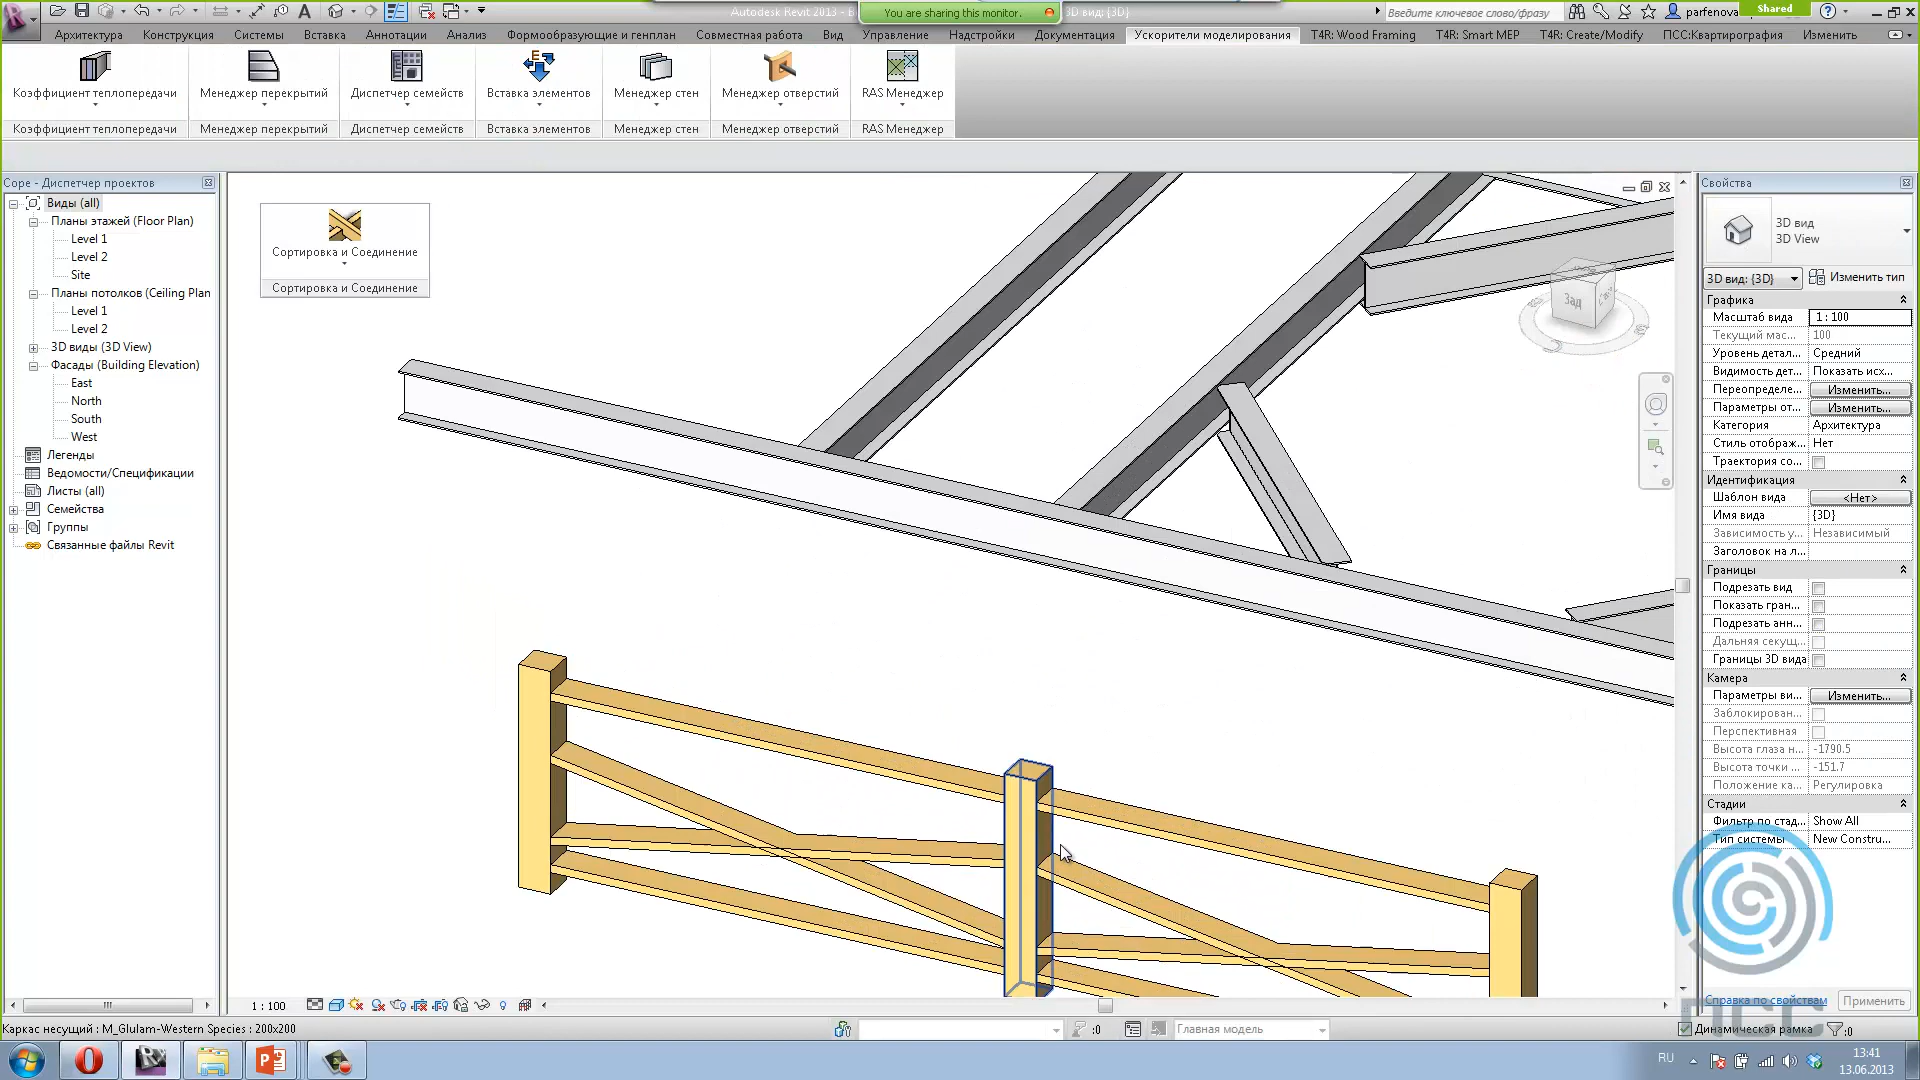 Autodesk Revit 2013 -
You are sharing this monitor.
3D вид: {3D}
Введите ключевое слово/фразу
parfenova
Shared
Архитектура
Конструкция
Системы
Вставка
Аннотации
Анализ
Формообразующие и генплан
Совместная работа
Вид
Управление
Надстройки
Документация
Ускорители моделирования
T4R: Wood Framing
T4R: Smart MEP
T4R: Create/Modify
ПСС:Квартирография
Изменить
Коэффициент теплопередачи
Менеджер перекрытий
Диспетчер семейств
Вставка элементов
Менеджер стен
Менеджер отверстий
RAS Менеджер
Коэффициент теплопередачи
Менеджер перекрытий
Диспетчер семейств
Вставка элементов
Менеджер стен
Менеджер отверстий
RAS Менеджер
Cope - Диспетчер проектов
Виды (all)
Планы этажей (Floor Plan)
Level 1
Level 2
Site
Планы потолков (Ceiling Plan
Level 1
Level 2
3D виды (3D View)
Фасады (Building Elevation)
East
North
South
West
Легенды
Ведомости/Спецификации
Листы (all)
Семейства
Группы
Связанные файлы Revit
Сортировка и Соединение
Сортировка и Соединение
Зад
Свойства
3D вид
3D View
3D вид: {3D}
Изменить тип
Графика
Масштаб вида 1 : 100
Текущий мас... 100
Уровень детал... Средний
Видимость дет... Показать исх...
Переопределе... Изменить...
Параметры от... Изменить...
Категория Архитектура
Стиль отображ... Нет
Траектория со...
Идентификация
Шаблон вида <Нет>
Имя вида {3D}
Зависимость у... Независимый
Заголовок на л...
Границы
Подрезать вид
Показать гран...
Подрезать анн...
Дальняя секущ...
Границы 3D вида
Камера
Параметры ви... Изменить...
Заблокирован...
Перспективная
Высота глаза н... -1790.5
Высота точки ... -151.7
Положение ка... Регулировка
Стадии
Фильтр по стад... Show All
Тип системы New Constru...
Справка по свойствам
Применить
ПСС
1 : 100
Каркас несущий : M_Glulam-Western Species : 200x200
:0
Главная модель
Динамическая рамка
:0
RU
13:41
13.06.2013